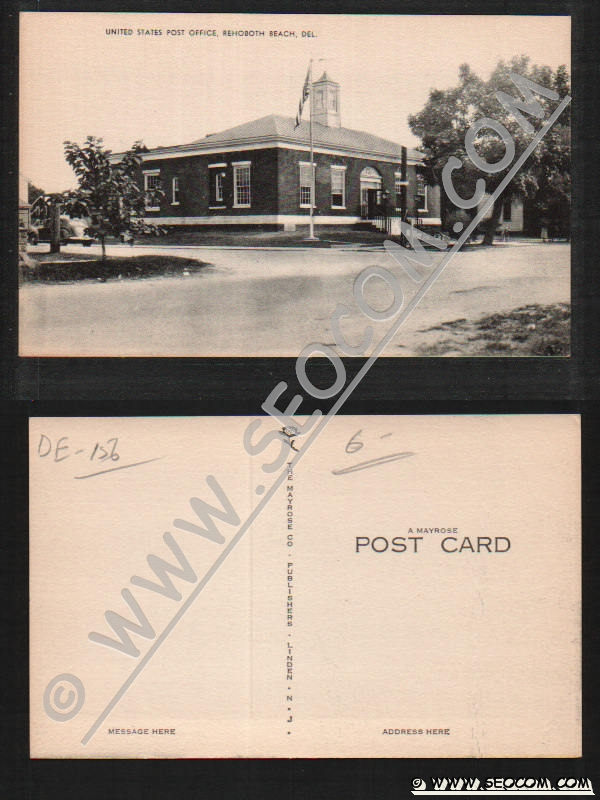 UNITED STATES POST OFFICE, REHOBOTH BEACH, DEL.
© WWW.SEOCOM.COM
DE-156
6-
THE MAYROSE CO. PUBLISHERS. LINDEN. N. J.
A MAYROSE
POST CARD
MESSAGE HERE
ADDRESS HERE
© WWW.SEOCOM.COM